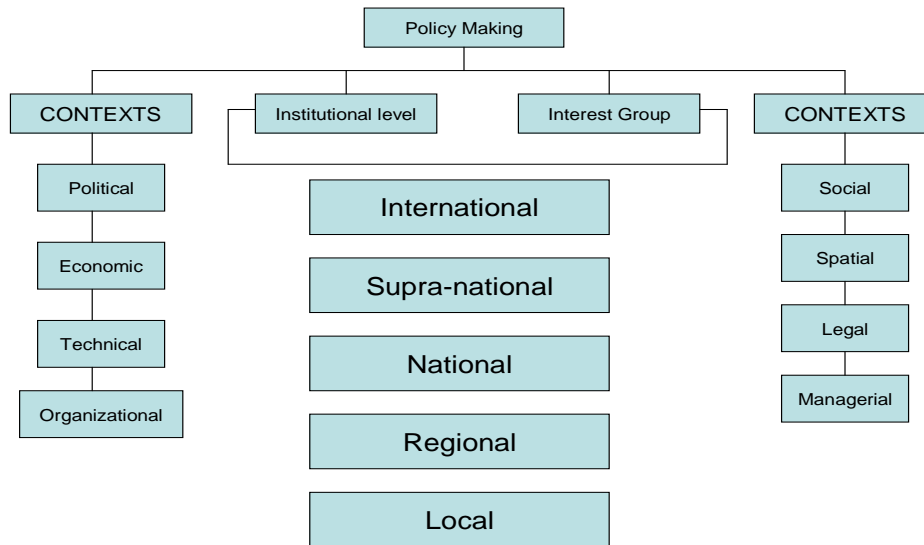 Policy Making
CONTEXTS
Institutional level
Interest Group
CONTEXTS
Political
Economic
Technical
Organizational
International
Supra-national
National
Regional
Local
Social
Spatial
Legal
Managerial